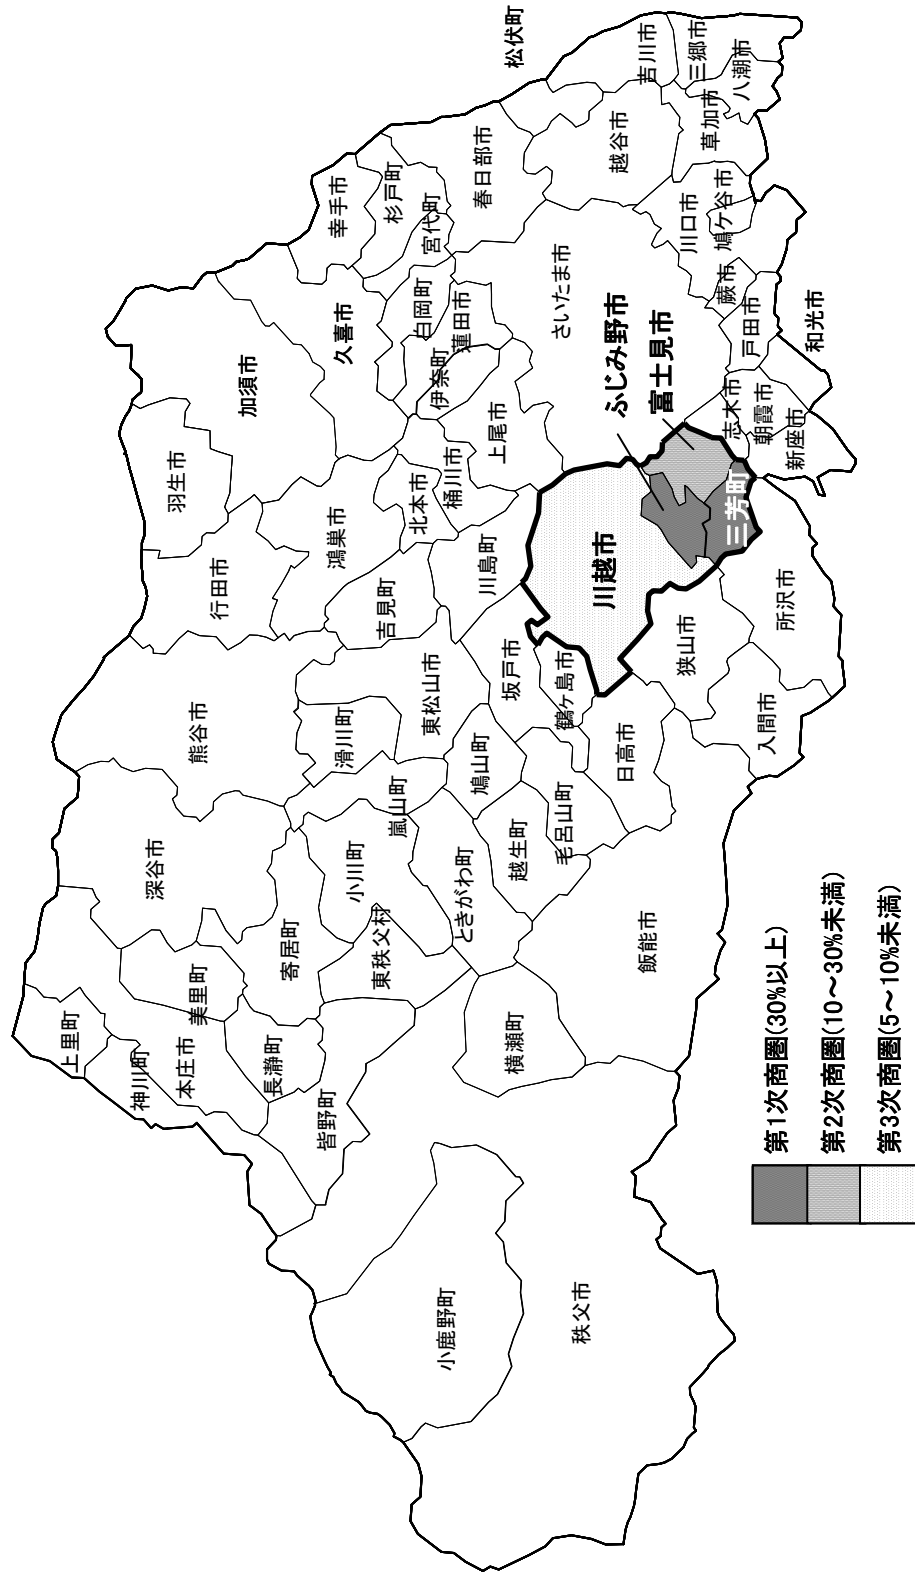 上里町
神川町
本庄市
美里町
深谷市
熊谷市
行田市
羽生市
加須市
長瀞町
皆野町
寄居町
小川町
東秩父村
嵐山町
滑川町
東松山市
吉見町
鴻巣市
北本市
桶川市
久喜市
幸手市
杉戸町
宮代町
白岡町
蓮田市
伊奈町
上尾市
春日部市
松伏町
小鹿野町
秩父市
横瀬町
ときがわ町
越生町
毛呂山町
鳩山町
坂戸市
鶴ヶ島市
川島町
川越市
さいたま市
ふじみ野市
富士見市
三芳町
越谷市
吉川市
三郷市
八潮市
草加市
川口市
鳩ケ谷市
蕨市
戸田市
和光市
志木市
朝霞市
新座市
所沢市
狭山市
入間市
日高市
飯能市
第1次商圏(30%以上)
第2次商圏(10~30%未満)
第3次商圏(5~10%未満)